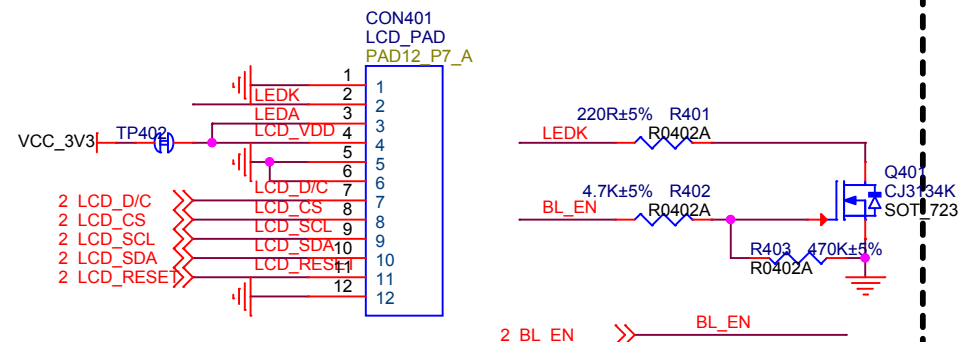 CON401
LCD_PAD
PAD12_P7_A
1 1
LEDK 2 2
LEDA 3 3
VCC_3V3 TP402 LCD_VDD 4 4
5 5
6 6
2 LCD_D/C LCD_D/C 7 7
2 LCD_CS LCD_CS 8 8
2 LCD_SCL LCD_SCL 9 9
2 LCD_SDA LCD_SDA 10 10
2 LCD_RESET LCD_RESET 11 11
12 12
220R±5% R401
LEDK R0402A
Q401
4.7K±5% R402 CJ3134K
BL_EN R0402A SOT_723
R403 470K±5%
R0402A
2 BL_EN BL_EN